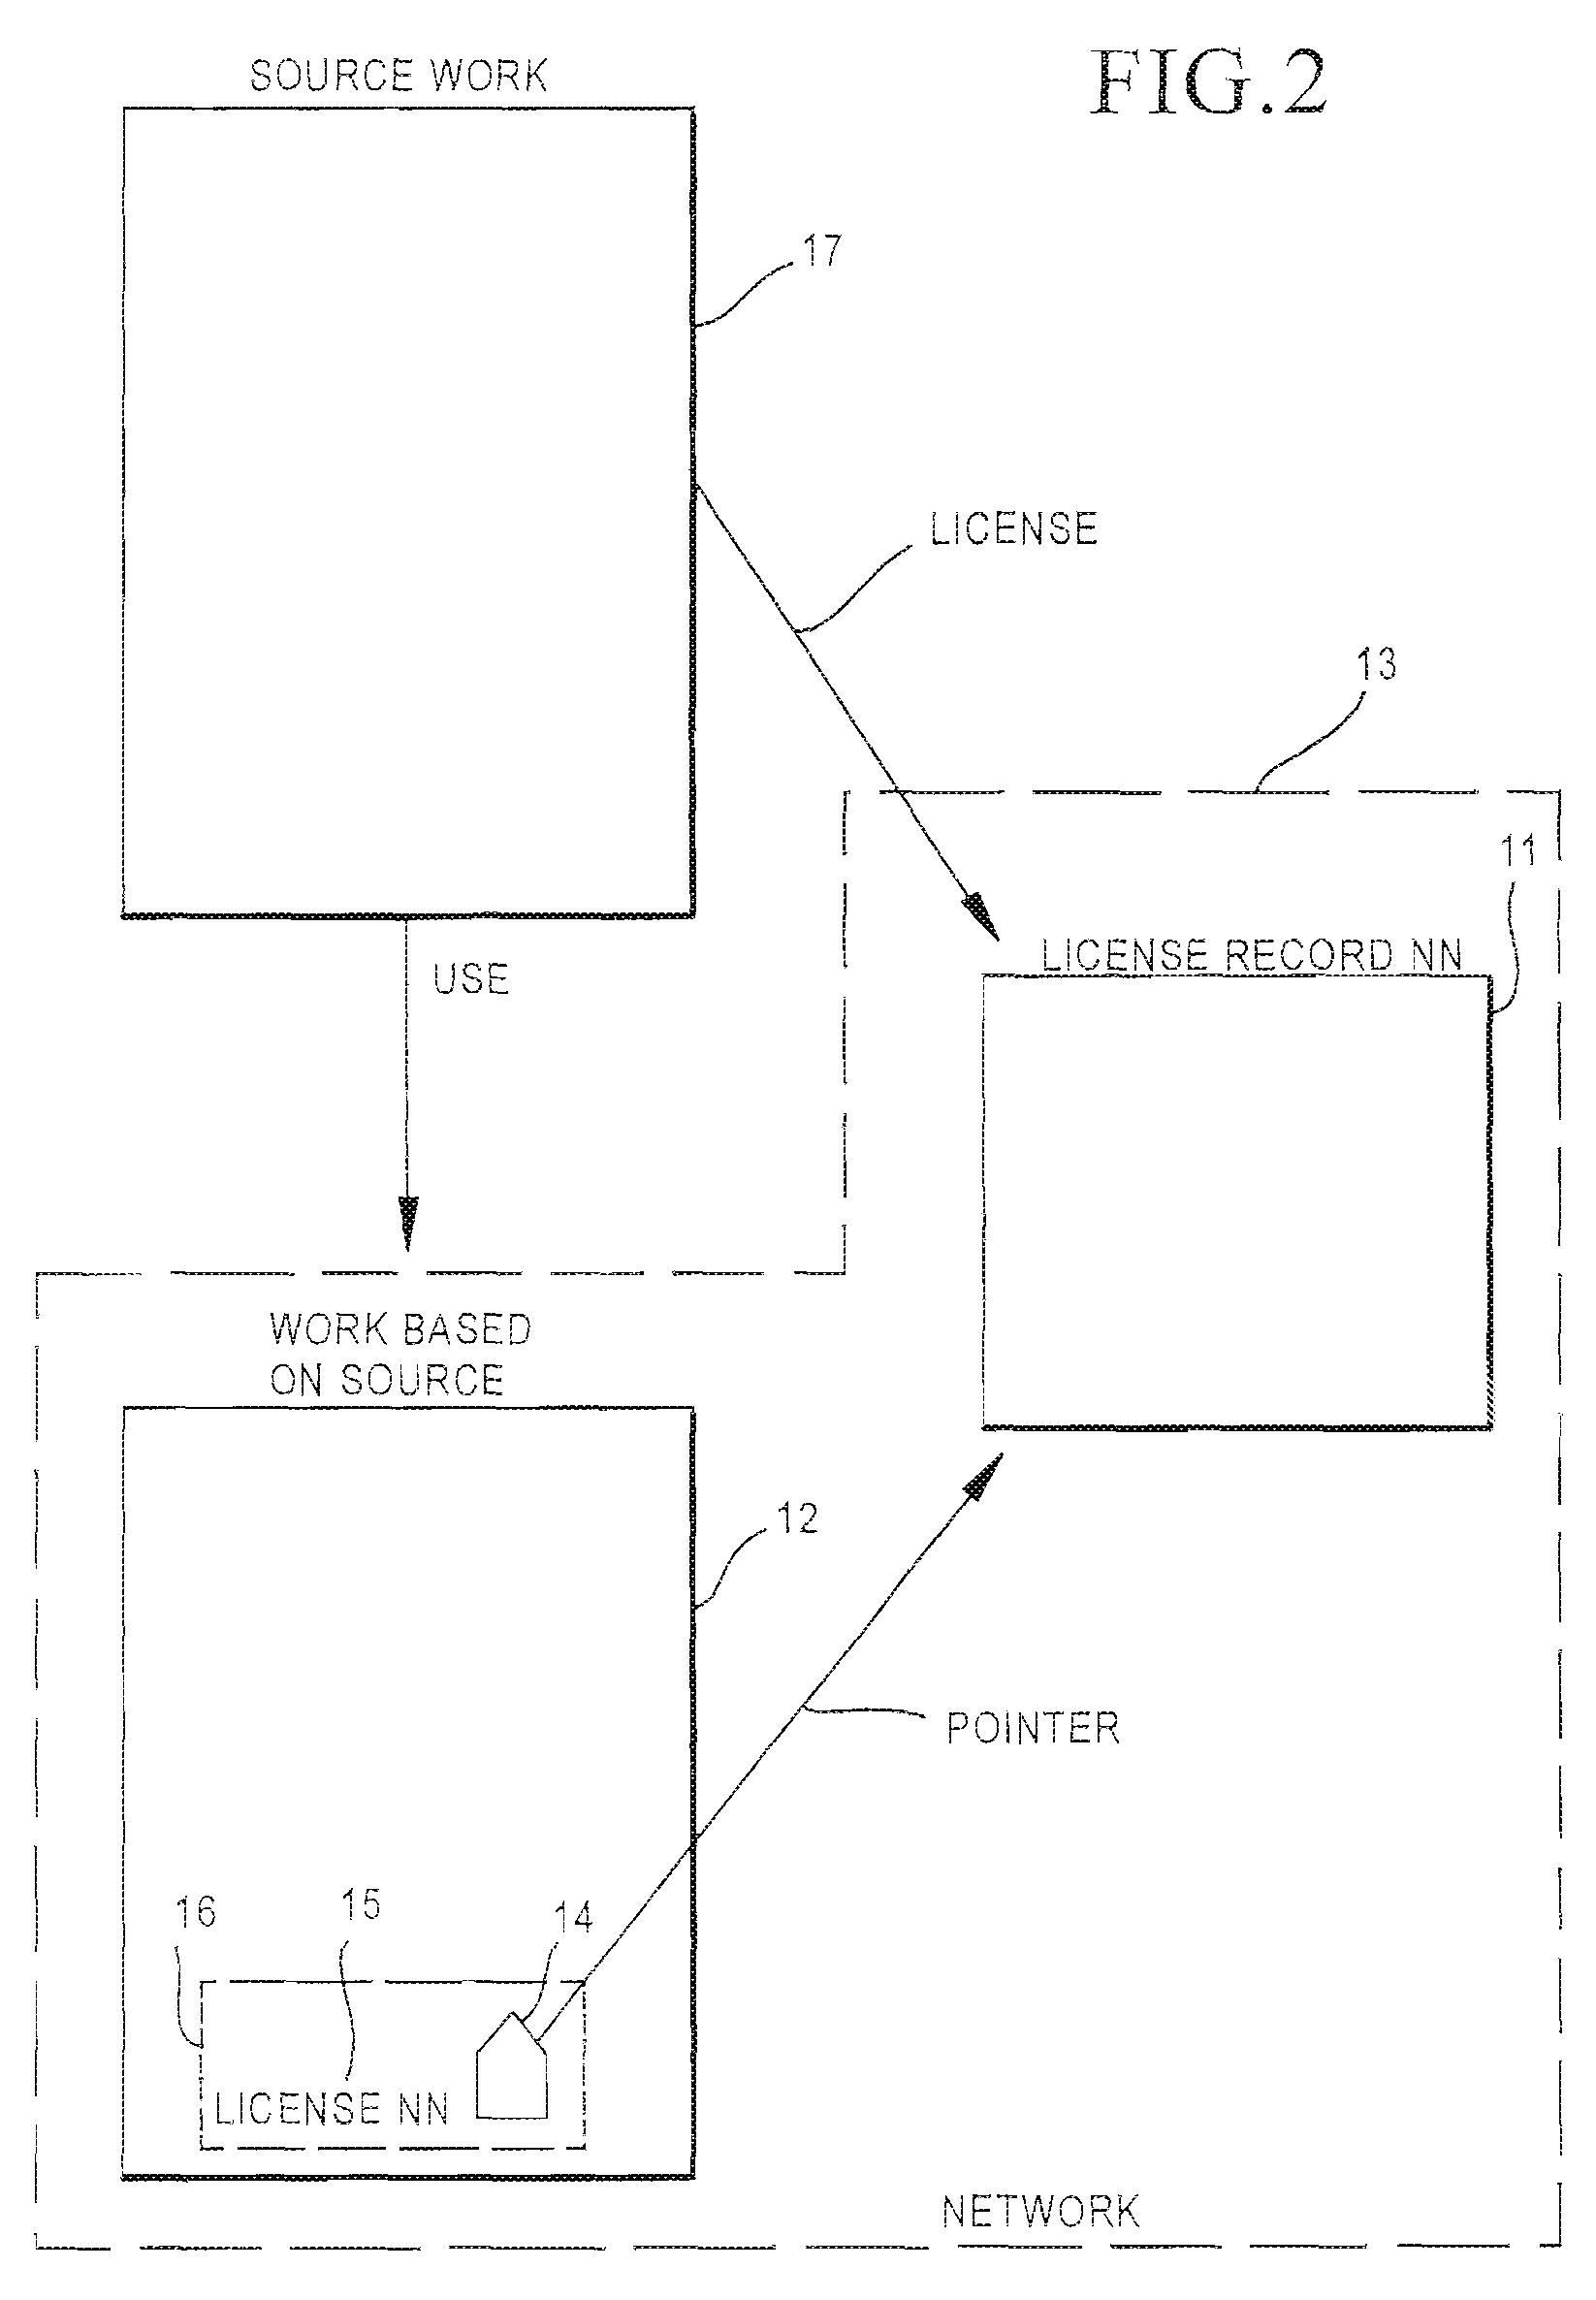 SOURCE WORK
FIG.2
17
LICENSE
13
11
LICENSE RECORD NN
USE
WORK BASED
ON SOURCE
12
POINTER
16
15
14
LICENSE NN
NETWORK